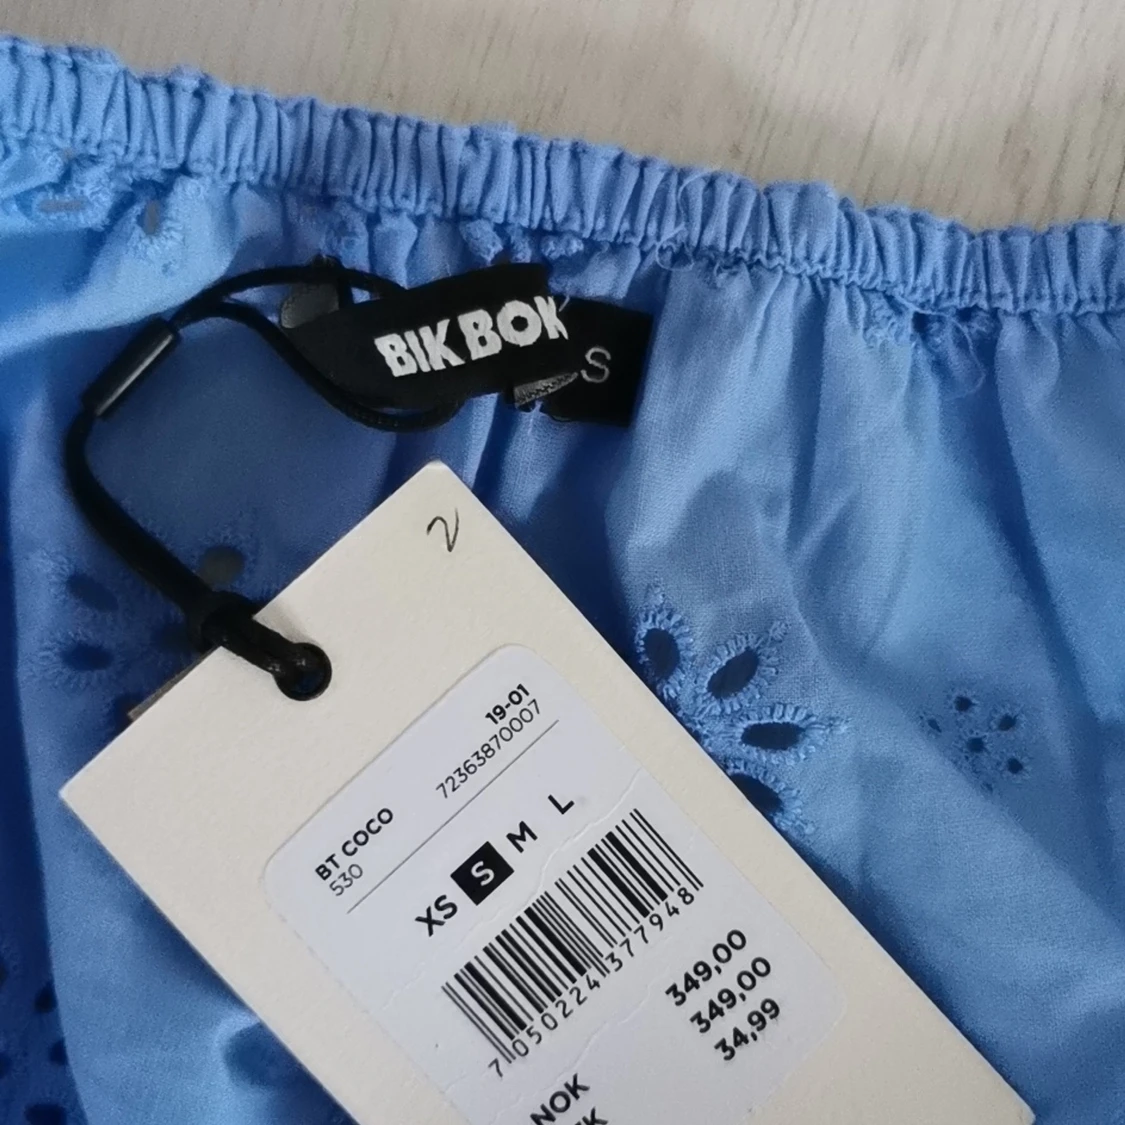 BIK BOK
S
2
19-01
72363870007
BT COCO
530
XS S M L
7 050224 377948
349,00
349,00
34,99
NOK